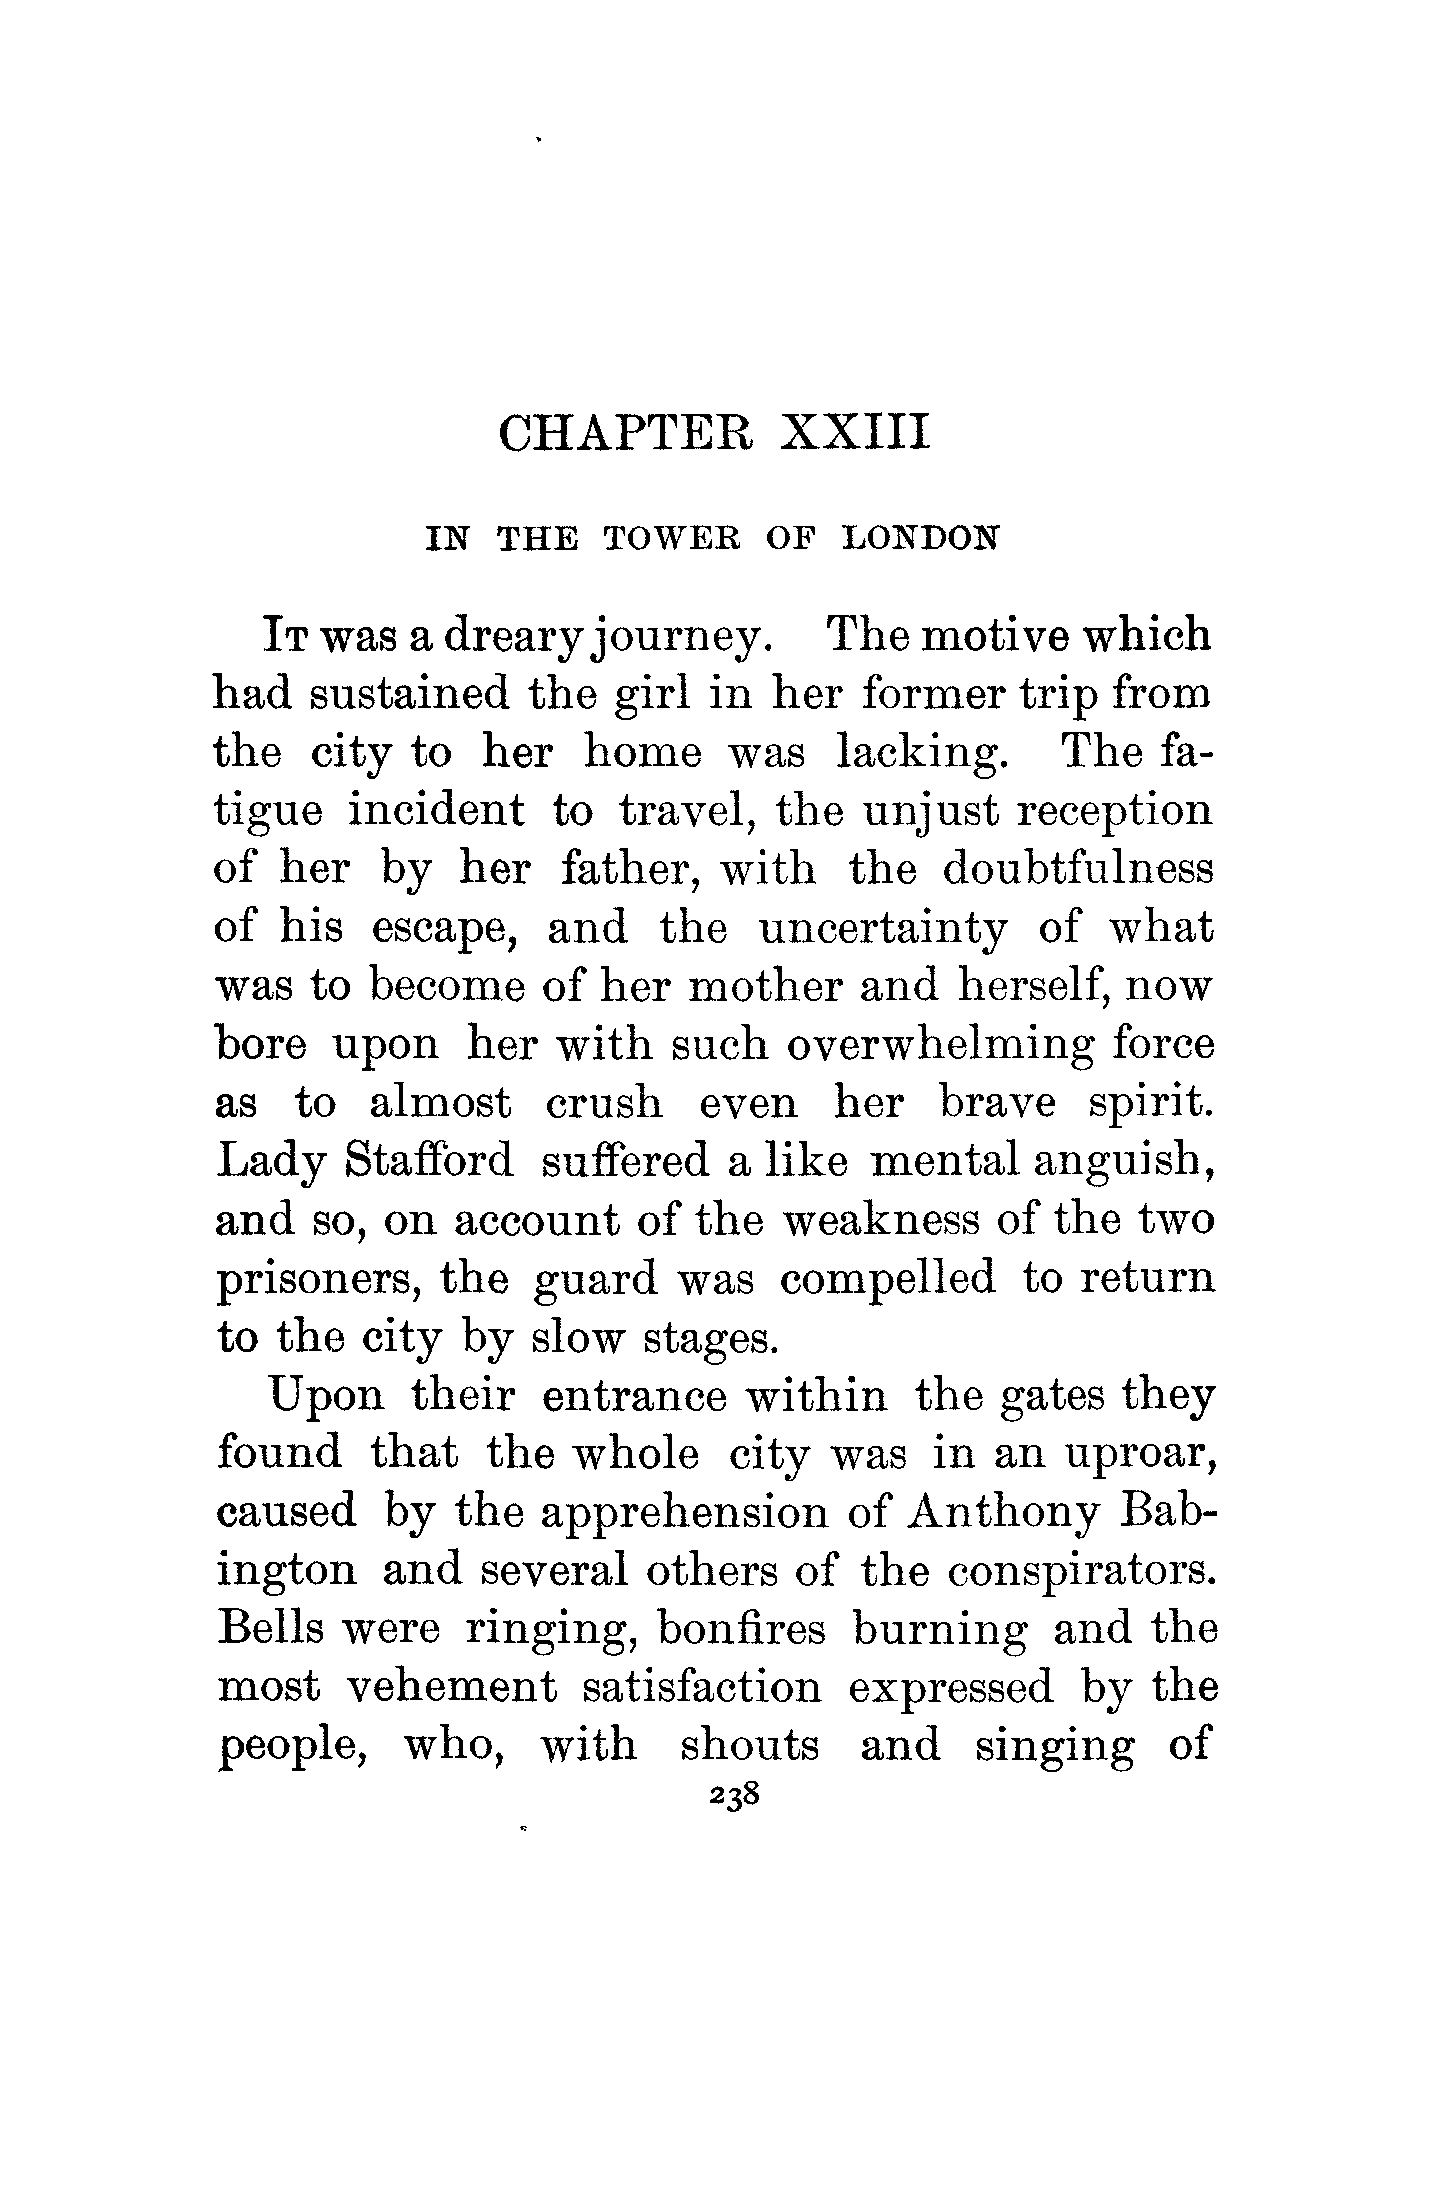 CHAPTER XXIII
IN THE TOWER OF LONDON
IT was a dreary journey. The motive which
had sustained the girl in her former trip from
the city to her home was lacking. The fa-
tigue incident to travel, the unjust reception
of her by her father, with the doubtfulness
of his escape, and the uncertainty of what
was to become of her mother and herself, now
bore upon her with such overwhelming force
as to almost crush even her brave spirit.
Lady Stafford suffered a like mental anguish,
and so, on account of the weakness of the two
prisoners, the guard was compelled to return
to the city by slow stages.
Upon their entrance within the gates they
found that the whole city was in an uproar,
caused by the apprehension of Anthony Bab-
ington and several others of the conspirators.
Bells were ringing, bonfires burning and the
most vehement satisfaction expressed by the
people, who, with shouts and singing of
238